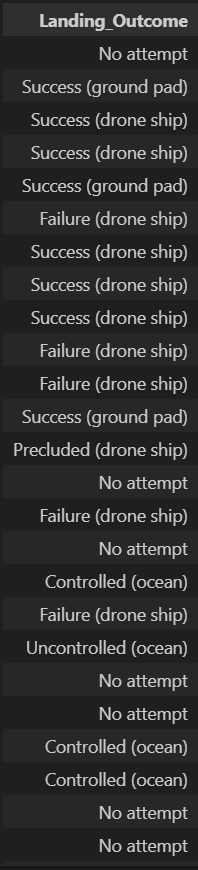 Landing_Outcome
No attempt
Success (ground pad)
Success (drone ship)
Success (drone ship)
Success (ground pad)
Failure (drone ship)
Success (drone ship)
Success (drone ship)
Success (drone ship)
Failure (drone ship)
Failure (drone ship)
Success (ground pad)
Precluded (drone ship)
No attempt
Failure (drone ship)
No attempt
Controlled (ocean)
Failure (drone ship)
Uncontrolled (ocean)
No attempt
No attempt
Controlled (ocean)
Controlled (ocean)
No attempt
No attempt